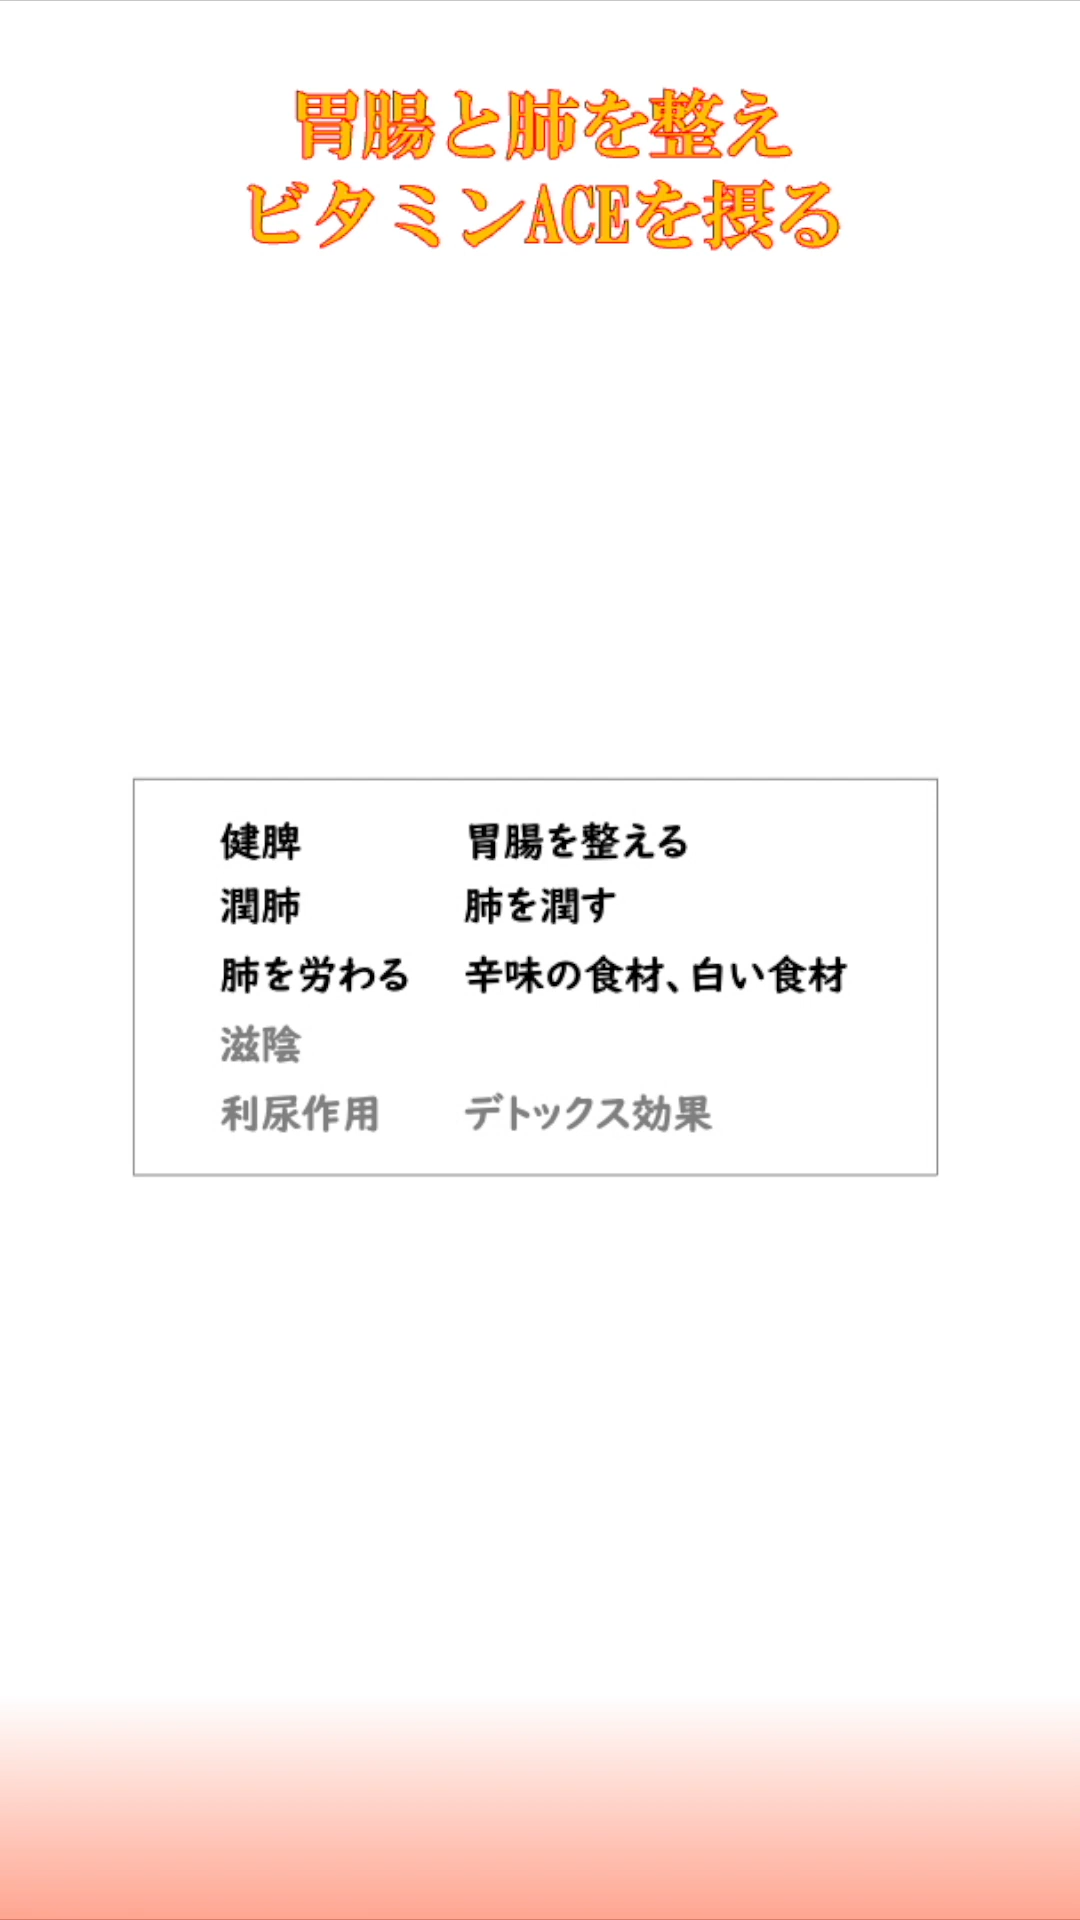 胃腸と肺を整え
ビタミンACEを摂る
健脾 胃腸を整える
潤肺 肺を潤す
肺を労わる 辛味の食材、白い食材
滋陰
利尿作用 デトックス効果